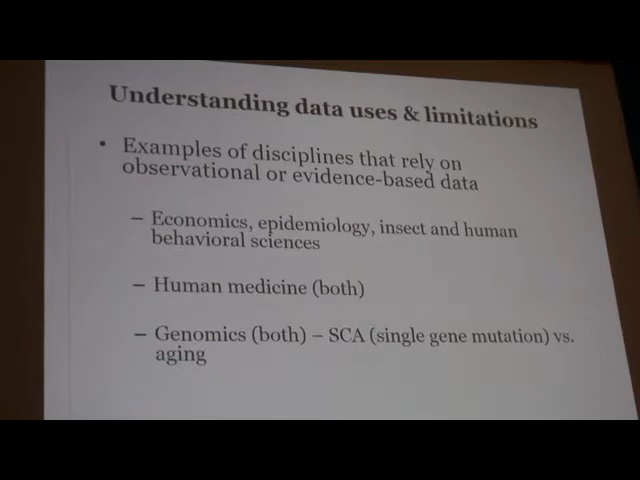 Understanding data uses & limitations
• Examples of disciplines that rely on
observational or evidence-based data
– Economics, epidemiology, insect and human
behavioral sciences
– Human medicine (both)
– Genomics (both) – SCA (single gene mutation) vs.
aging